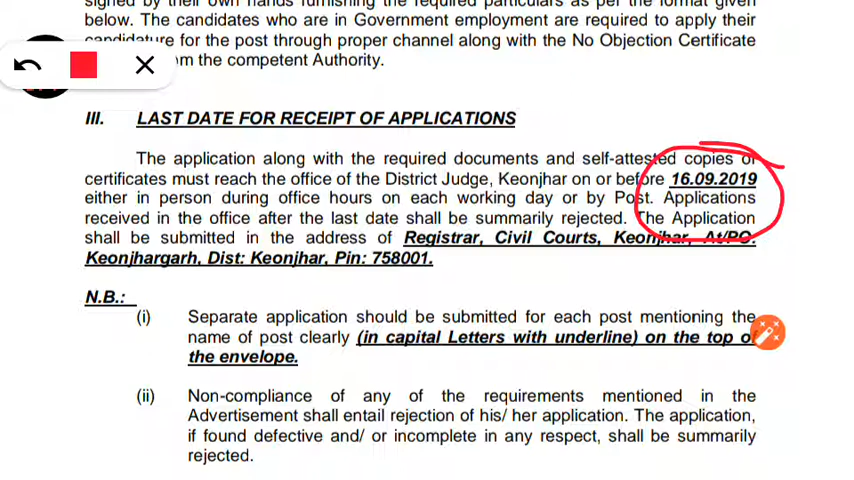 signed by their own hands furnishing the required particulars as per the format given
below. The candidates who are in Government employment are required to apply their
candidature for the post through proper channel along with the No Objection Certificate
om the competent Authority.
III. LAST DATE FOR RECEIPT OF APPLICATIONS
The application along with the required documents and self-attested copies of
certificates must reach the office of the District Judge, Keonjhar on or before 16.09.2019
either in person during office hours on each working day or by Post. Applications
received in the office after the last date shall be summarily rejected. The Application
shall be submitted in the address of Registrar, Civil Courts, Keonjhar, At/PO:
Keonjhargarh, Dist: Keonjhar, Pin: 758001.
N.B.:
(i) Separate application should be submitted for each post mentioning the
name of post clearly (in capital Letters with underline) on the top of
the envelope.
(ii) Non-compliance of any of the requirements mentioned in the
Advertisement shall entail rejection of his/ her application. The application,
if found defective and/ or incomplete in any respect, shall be summarily
rejected.